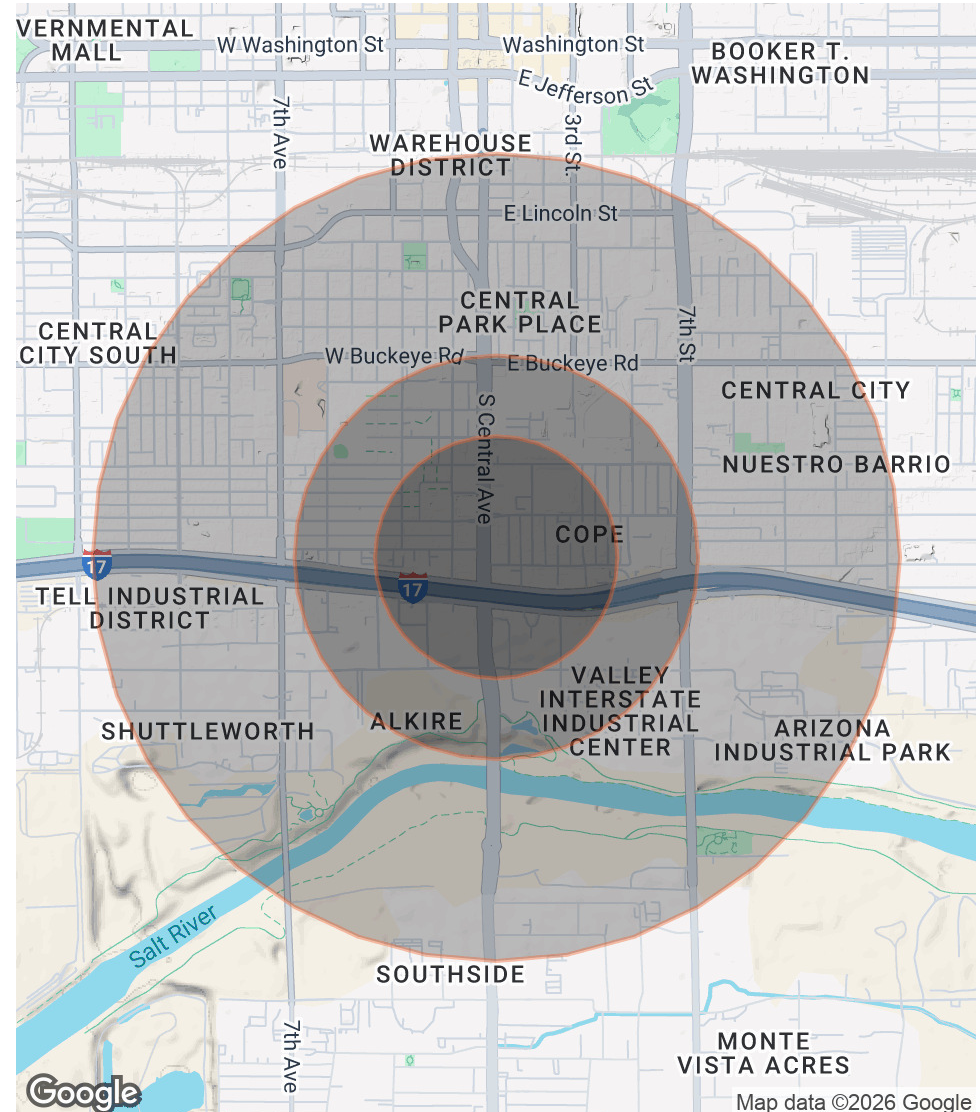 VERNMENTAL
MALL
W Washington St
Washington St
BOOKER T.
WASHINGTON
E Jefferson St
7th Ave
3rd St.
WAREHOUSE
DISTRICT
E Lincoln St
CENTRAL
PARK PLACE
7th St
CENTRAL
CITY SOUTH
W Buckeye Rd
E Buckeye Rd
CENTRAL CITY
S Central Ave
NUESTRO BARRIO
COPE
17
17
TELL INDUSTRIAL
DISTRICT
VALLEY
INTERSTATE
INDUSTRIAL
CENTER
SHUTTLEWORTH
ALKIRE
ARIZONA
INDUSTRIAL PARK
Salt River
SOUTHSIDE
7th Ave
MONTE
VISTA ACRES
Google
Map data ©2026 Google